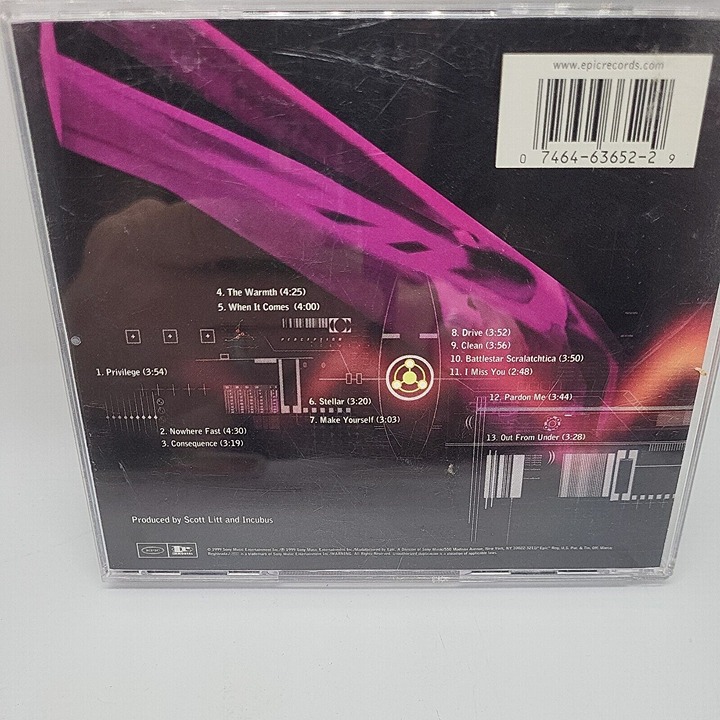 www.epicrecords.com
0 7464-63652-2 9
4. The Warmth (4:25)
5. When It Comes (4:00)
PERCEPTION
1. Privilege (3:54)
8. Drive (3:52)
9. Clean (3:56)
10. Battlestar Scralatchtica (3:50)
11. I Miss You (2:48)
6. Stellar (3:20)
7. Make Yourself (3:03)
12. Pardon Me (3:44)
2. Nowhere Fast (4:30)
3. Consequence (3:19)
13. Out From Under (3:28)
Produced by Scott Litt and Incubus
epic
IMMORTAL